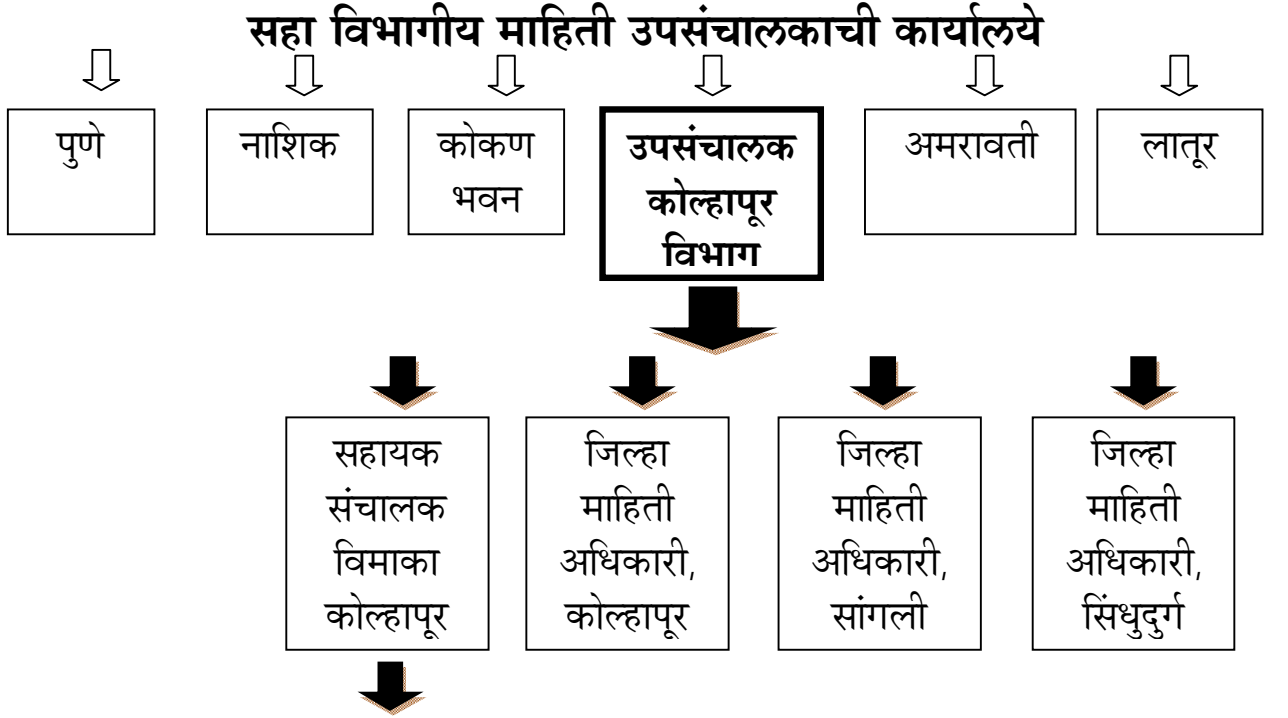 सहा विभागीय माहिती उपसंचालकाची कार्यालये
पुणे
नाशिक
कोकण
भवन
उपसंचालक
कोल्हापूर
विभाग
अमरावती
लातूर
सहायक
संचालक
विमाका
कोल्हापूर
जिल्हा
माहिती
अधिकारी,
कोल्हापूर
जिल्हा
माहिती
अधिकारी,
सांगली
जिल्हा
माहिती
अधिकारी,
सिंधुदुर्ग